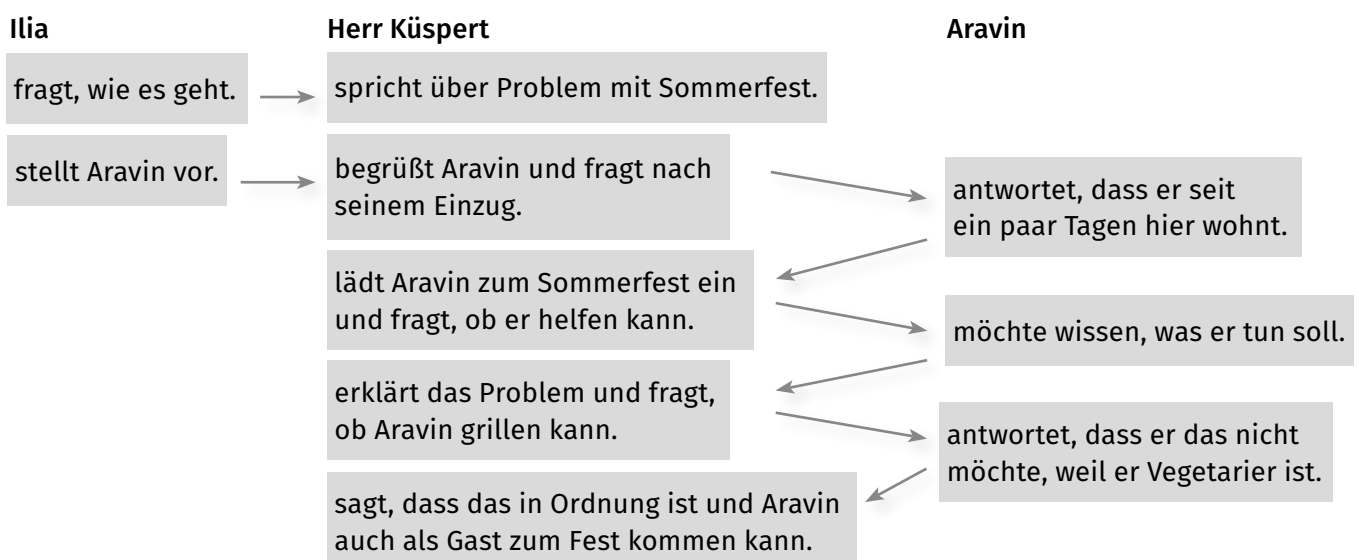 Ilia
Herr Küspert
Aravin
fragt, wie es geht.
spricht über Problem mit Sommerfest.
stellt Aravin vor.
begrüßt Aravin und fragt nach
seinem Einzug.
antwortet, dass er seit
ein paar Tagen hier wohnt.
lädt Aravin zum Sommerfest ein
und fragt, ob er helfen kann.
möchte wissen, was er tun soll.
erklärt das Problem und fragt,
ob Aravin grillen kann.
antwortet, dass er das nicht
möchte, weil er Vegetarier ist.
sagt, dass das in Ordnung ist und Aravin
auch als Gast zum Fest kommen kann.